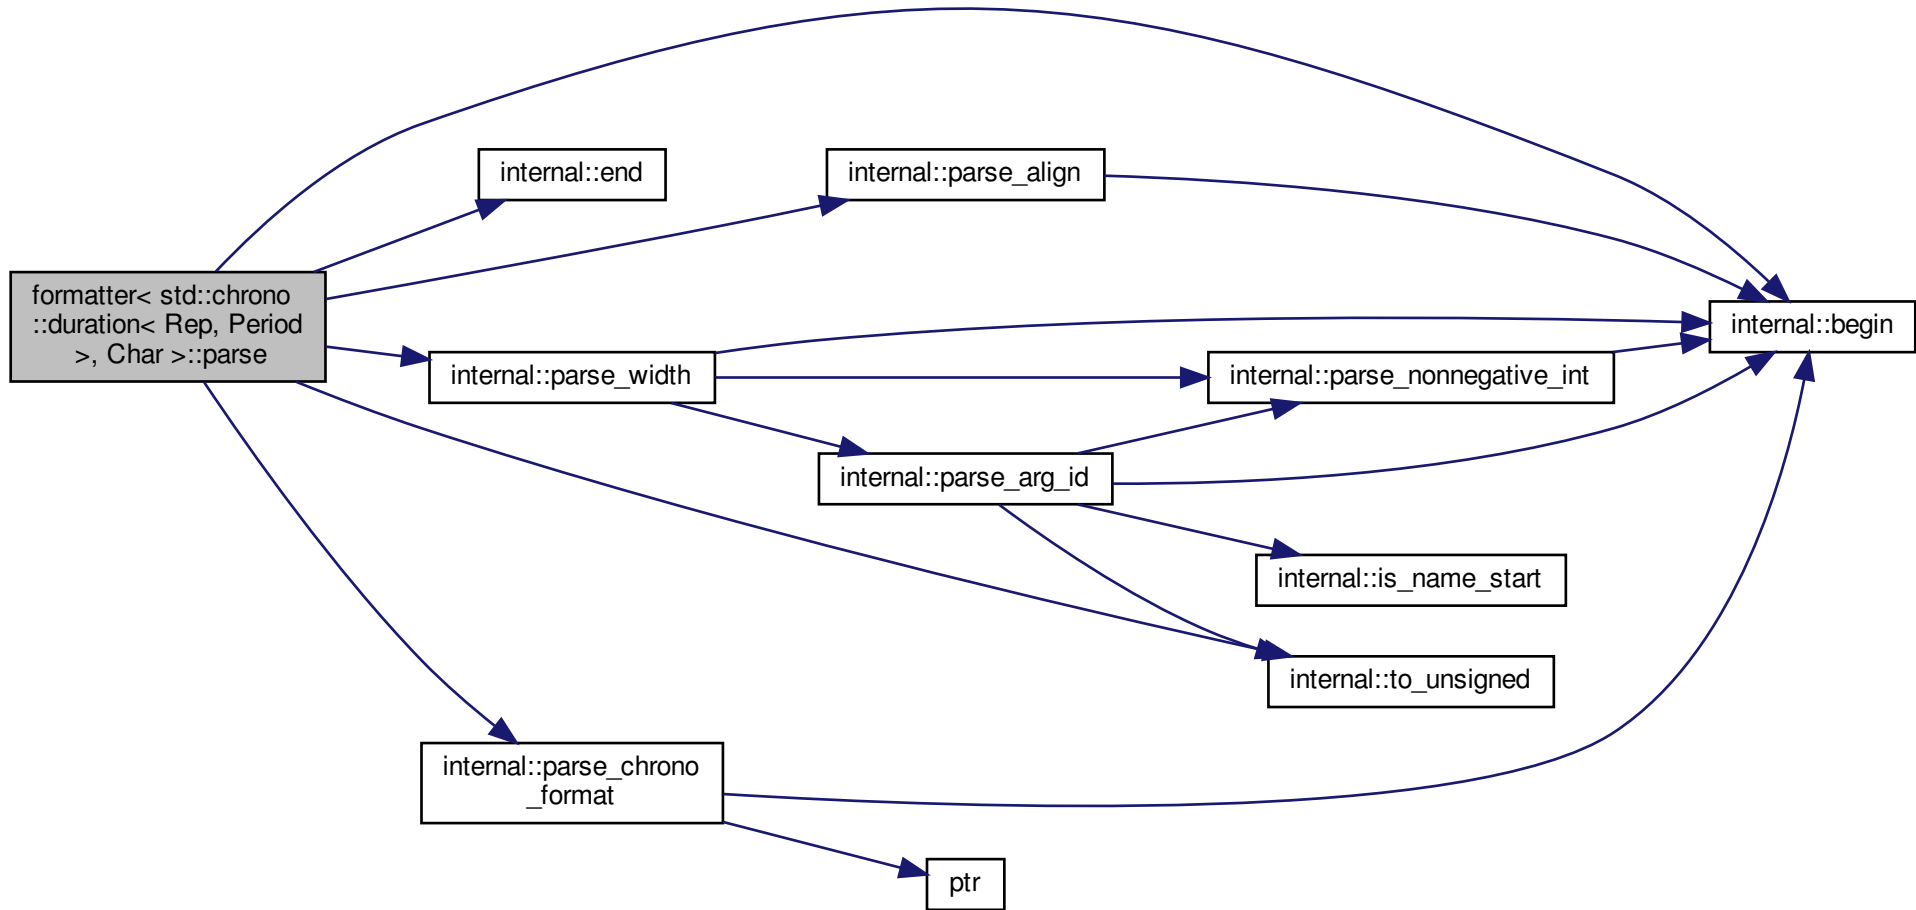 internal::end
internal::parse_align
formatter< std::chrono
::duration< Rep, Period
>, Char >::parse
internal::begin
internal::parse_width
internal::parse_nonnegative_int
internal::parse_arg_id
internal::is_name_start
internal::to_unsigned
internal::parse_chrono
_format
ptr